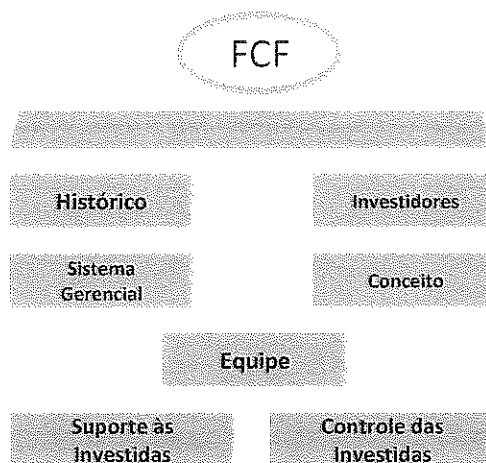 FCF
Histórico
Investidores
Sistema
Gerencial
Conceito
Equipe
Suporte às
Investidas
Controle das
Investidas